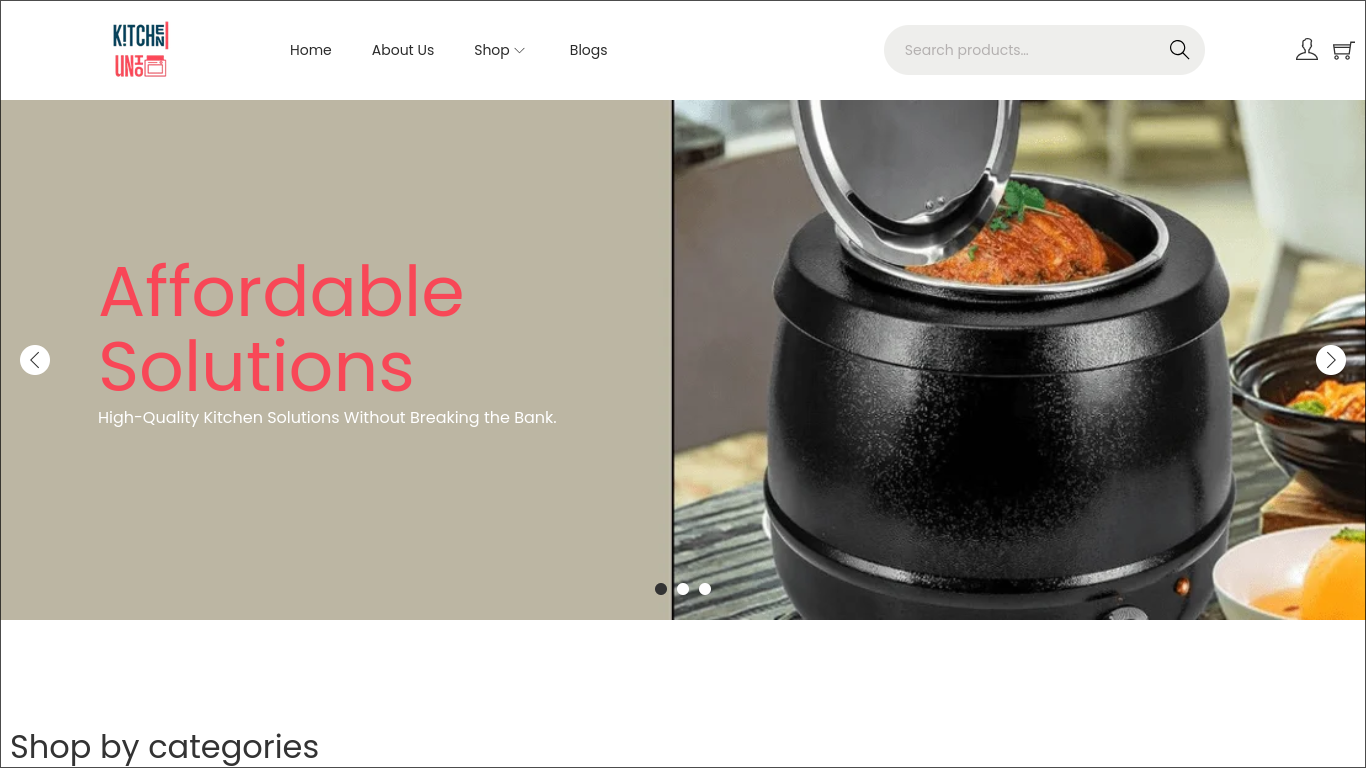 KITCHEN
UNHO
Home
About Us
Shop
Blogs
Search products...
Affordable
Solutions
High-Quality Kitchen Solutions Without Breaking the Bank.
Shop by categories